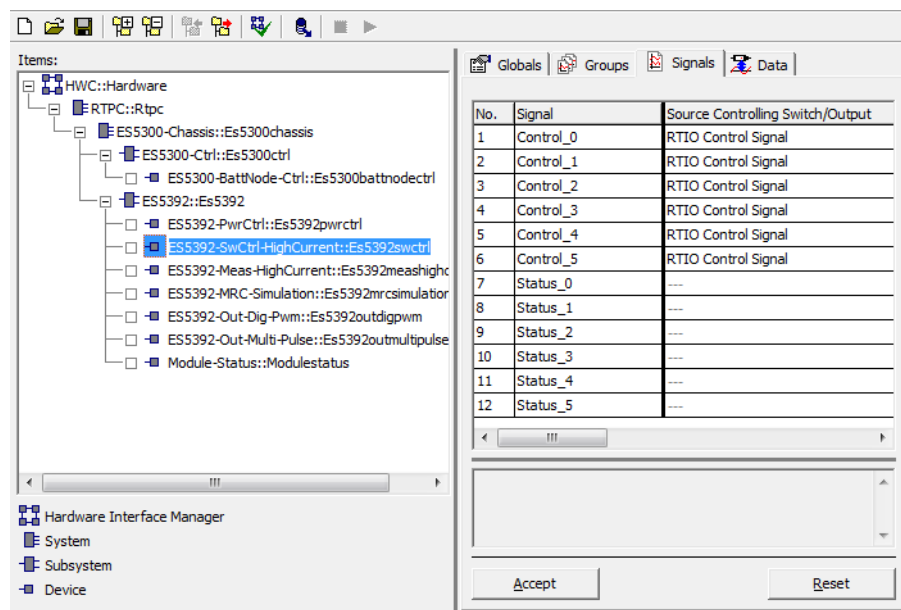 Items:
HWC::Hardware
RTPC::Rtpc
ES5300-Chassis::Es5300chassis
ES5300-Ctrl::Es5300ctrl
ES5300-BattNode-Ctrl::Es5300battnodectrl
ES5392::Es5392
ES5392-PwrCtrl::Es5392pwrctrl
ES5392-SwCtrl-HighCurrent::Es5392swctrl
ES5392-Meas-HighCurrent::Es5392meashighc
ES5392-MRC-Simulation::Es5392mrcsimulation
ES5392-Out-Dig-Pwm::Es5392outdigpwm
ES5392-Out-Multi-Pulse::Es5392outmultipulse
Module-Status::Modulestatus
Hardware Interface Manager
System
Subsystem
Device
Globals Groups Signals Data
No. Signal Source Controlling Switch/Output
1 Control_0 RTIO Control Signal
2 Control_1 RTIO Control Signal
3 Control_2 RTIO Control Signal
4 Control_3 RTIO Control Signal
5 Control_4 RTIO Control Signal
6 Control_5 RTIO Control Signal
7 Status_0 ---
8 Status_1 ---
9 Status_2 ---
10 Status_3 ---
11 Status_4 ---
12 Status_5 ---
Accept Reset